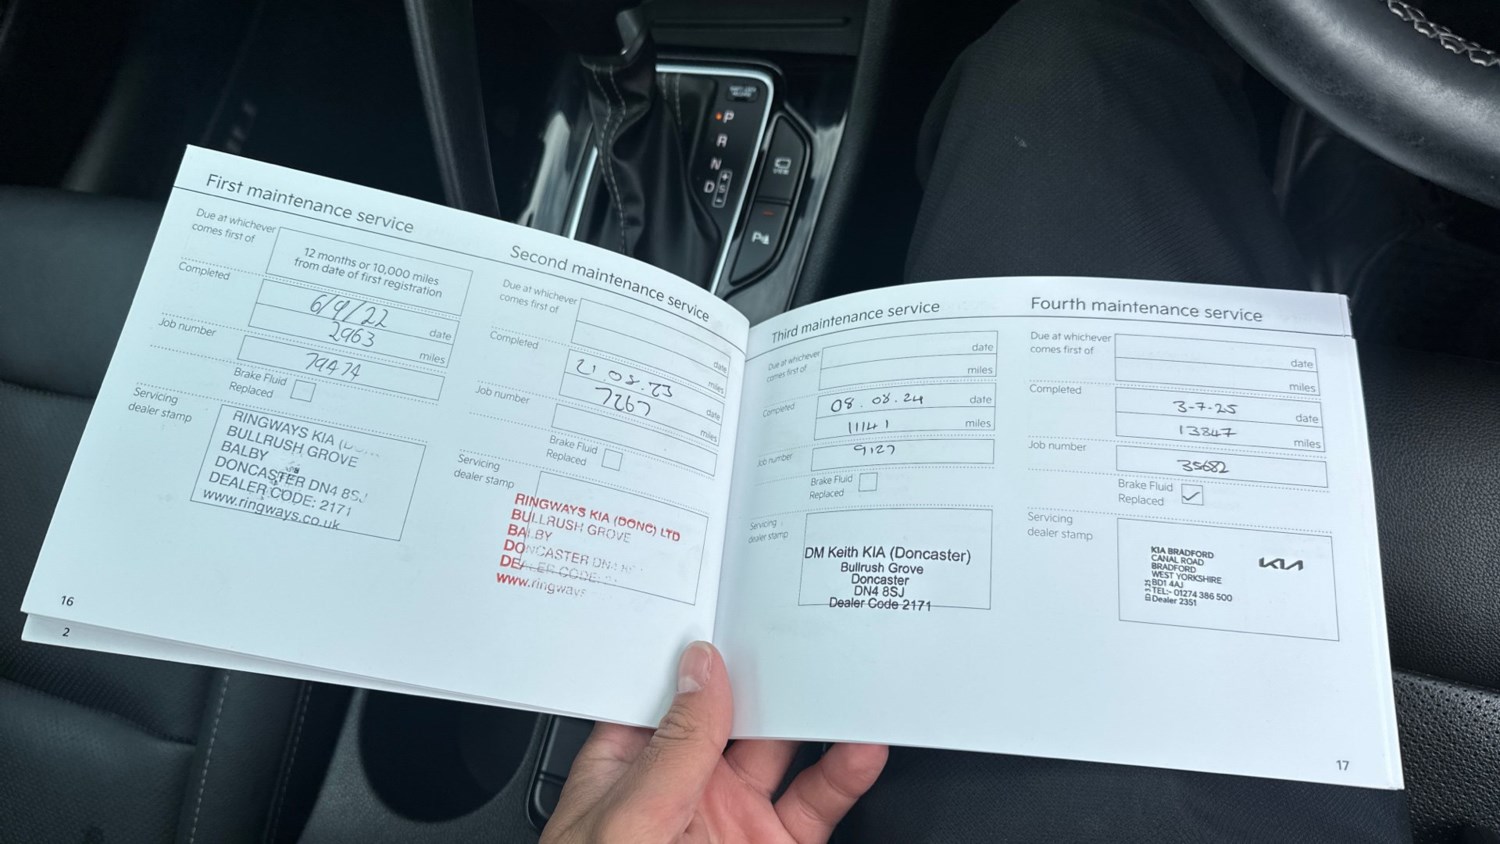 P
R
N
D
+
S
-
VIEW
First maintenance service
Due at whichever
comes first of
12 months or 10,000 miles
from date of first registration
Completed
6/9/22
date
2963
miles
Job number
79474
Brake Fluid
Replaced
Servicing
dealer stamp
RINGWAYS KIA
BULLRUSH GROVE
BALBY
DONCASTER DN4 8SJ
DEALER CODE: 2171
www.ringways.co.uk
16
2
Second maintenance service
Due at whichever
comes first of
date
miles
Completed
21.08.23
date
7267
miles
Job number
Brake Fluid
Replaced
Servicing
dealer stamp
RINGWAYS KIA (DONC) LTD
BULLRUSH GROVE
BALBY
DONCASTER DN4
DEALER CODE:
www.ringways
Third maintenance service
Due at whichever
comes first of
date
miles
Completed
08.08.24
date
11141
miles
Job number
9127
Brake Fluid
Replaced
Servicing
dealer stamp
DM Keith KIA (Doncaster)
Bullrush Grove
Doncaster
DN4 8SJ
Dealer Code 2171
Fourth maintenance service
Due at whichever
comes first of
date
miles
Completed
3-7-25
date
13847
miles
Job number
35682
Brake Fluid
Replaced
Servicing
dealer stamp
KIA BRADFORD
CANAL ROAD
BRADFORD
WEST YORKSHIRE
BD1 4AJ
TEL:- 01274 386 500
Dealer 2351
KIA
17